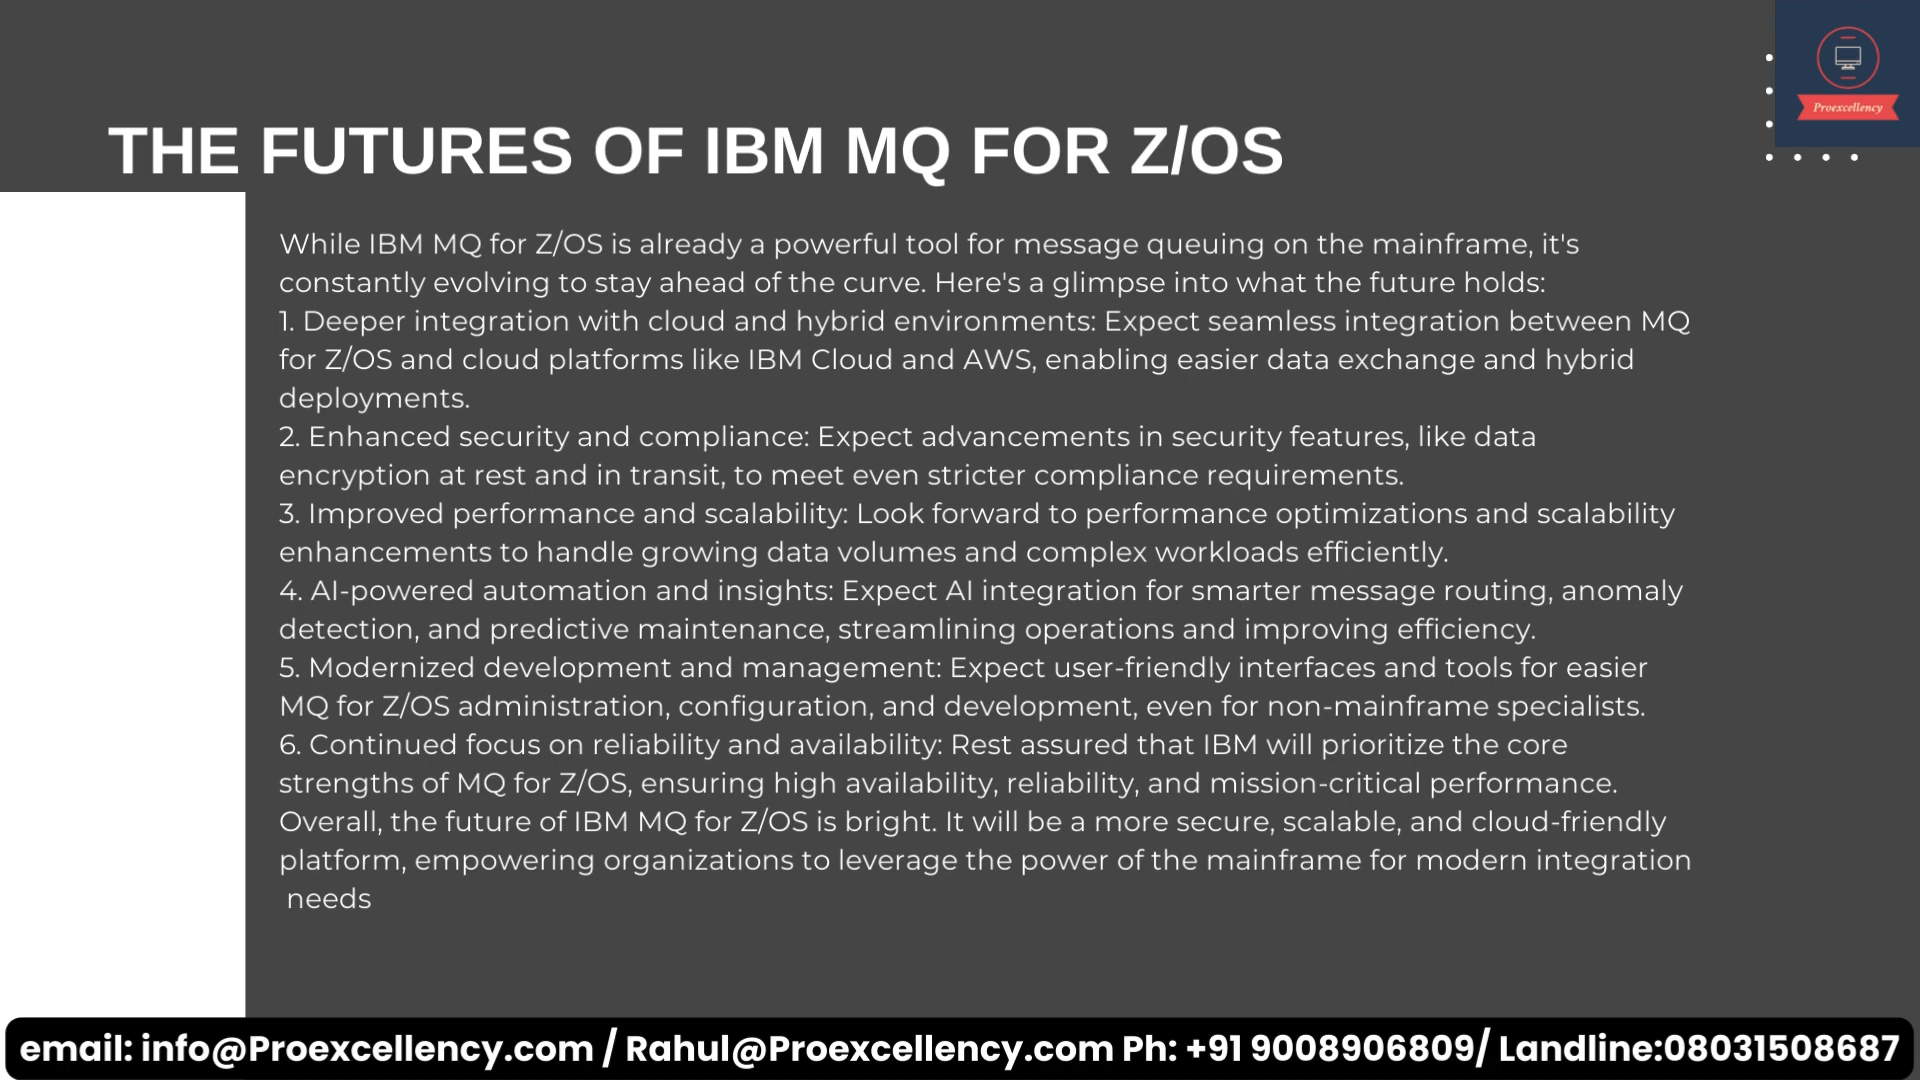 THE FUTURES OF IBM MQ FOR Z/OS
Proexcellency
While IBM MQ for Z/OS is already a powerful tool for message queuing on the mainframe, it's
constantly evolving to stay ahead of the curve. Here's a glimpse into what the future holds:
1. Deeper integration with cloud and hybrid environments: Expect seamless integration between MQ
for Z/OS and cloud platforms like IBM Cloud and AWS, enabling easier data exchange and hybrid
deployments.
2. Enhanced security and compliance: Expect advancements in security features, like data
encryption at rest and in transit, to meet even stricter compliance requirements.
3. Improved performance and scalability: Look forward to performance optimizations and scalability
enhancements to handle growing data volumes and complex workloads efficiently.
4. AI-powered automation and insights: Expect AI integration for smarter message routing, anomaly
detection, and predictive maintenance, streamlining operations and improving efficiency.
5. Modernized development and management: Expect user-friendly interfaces and tools for easier
MQ for Z/OS administration, configuration, and development, even for non-mainframe specialists.
6. Continued focus on reliability and availability: Rest assured that IBM will prioritize the core
strengths of MQ for Z/OS, ensuring high availability, reliability, and mission-critical performance.
Overall, the future of IBM MQ for Z/OS is bright. It will be a more secure, scalable, and cloud-friendly
platform, empowering organizations to leverage the power of the mainframe for modern integration
needs
email: info@Proexcellency.com / Rahul@Proexcellency.com Ph: +91 9008906809/ Landline:08031508687